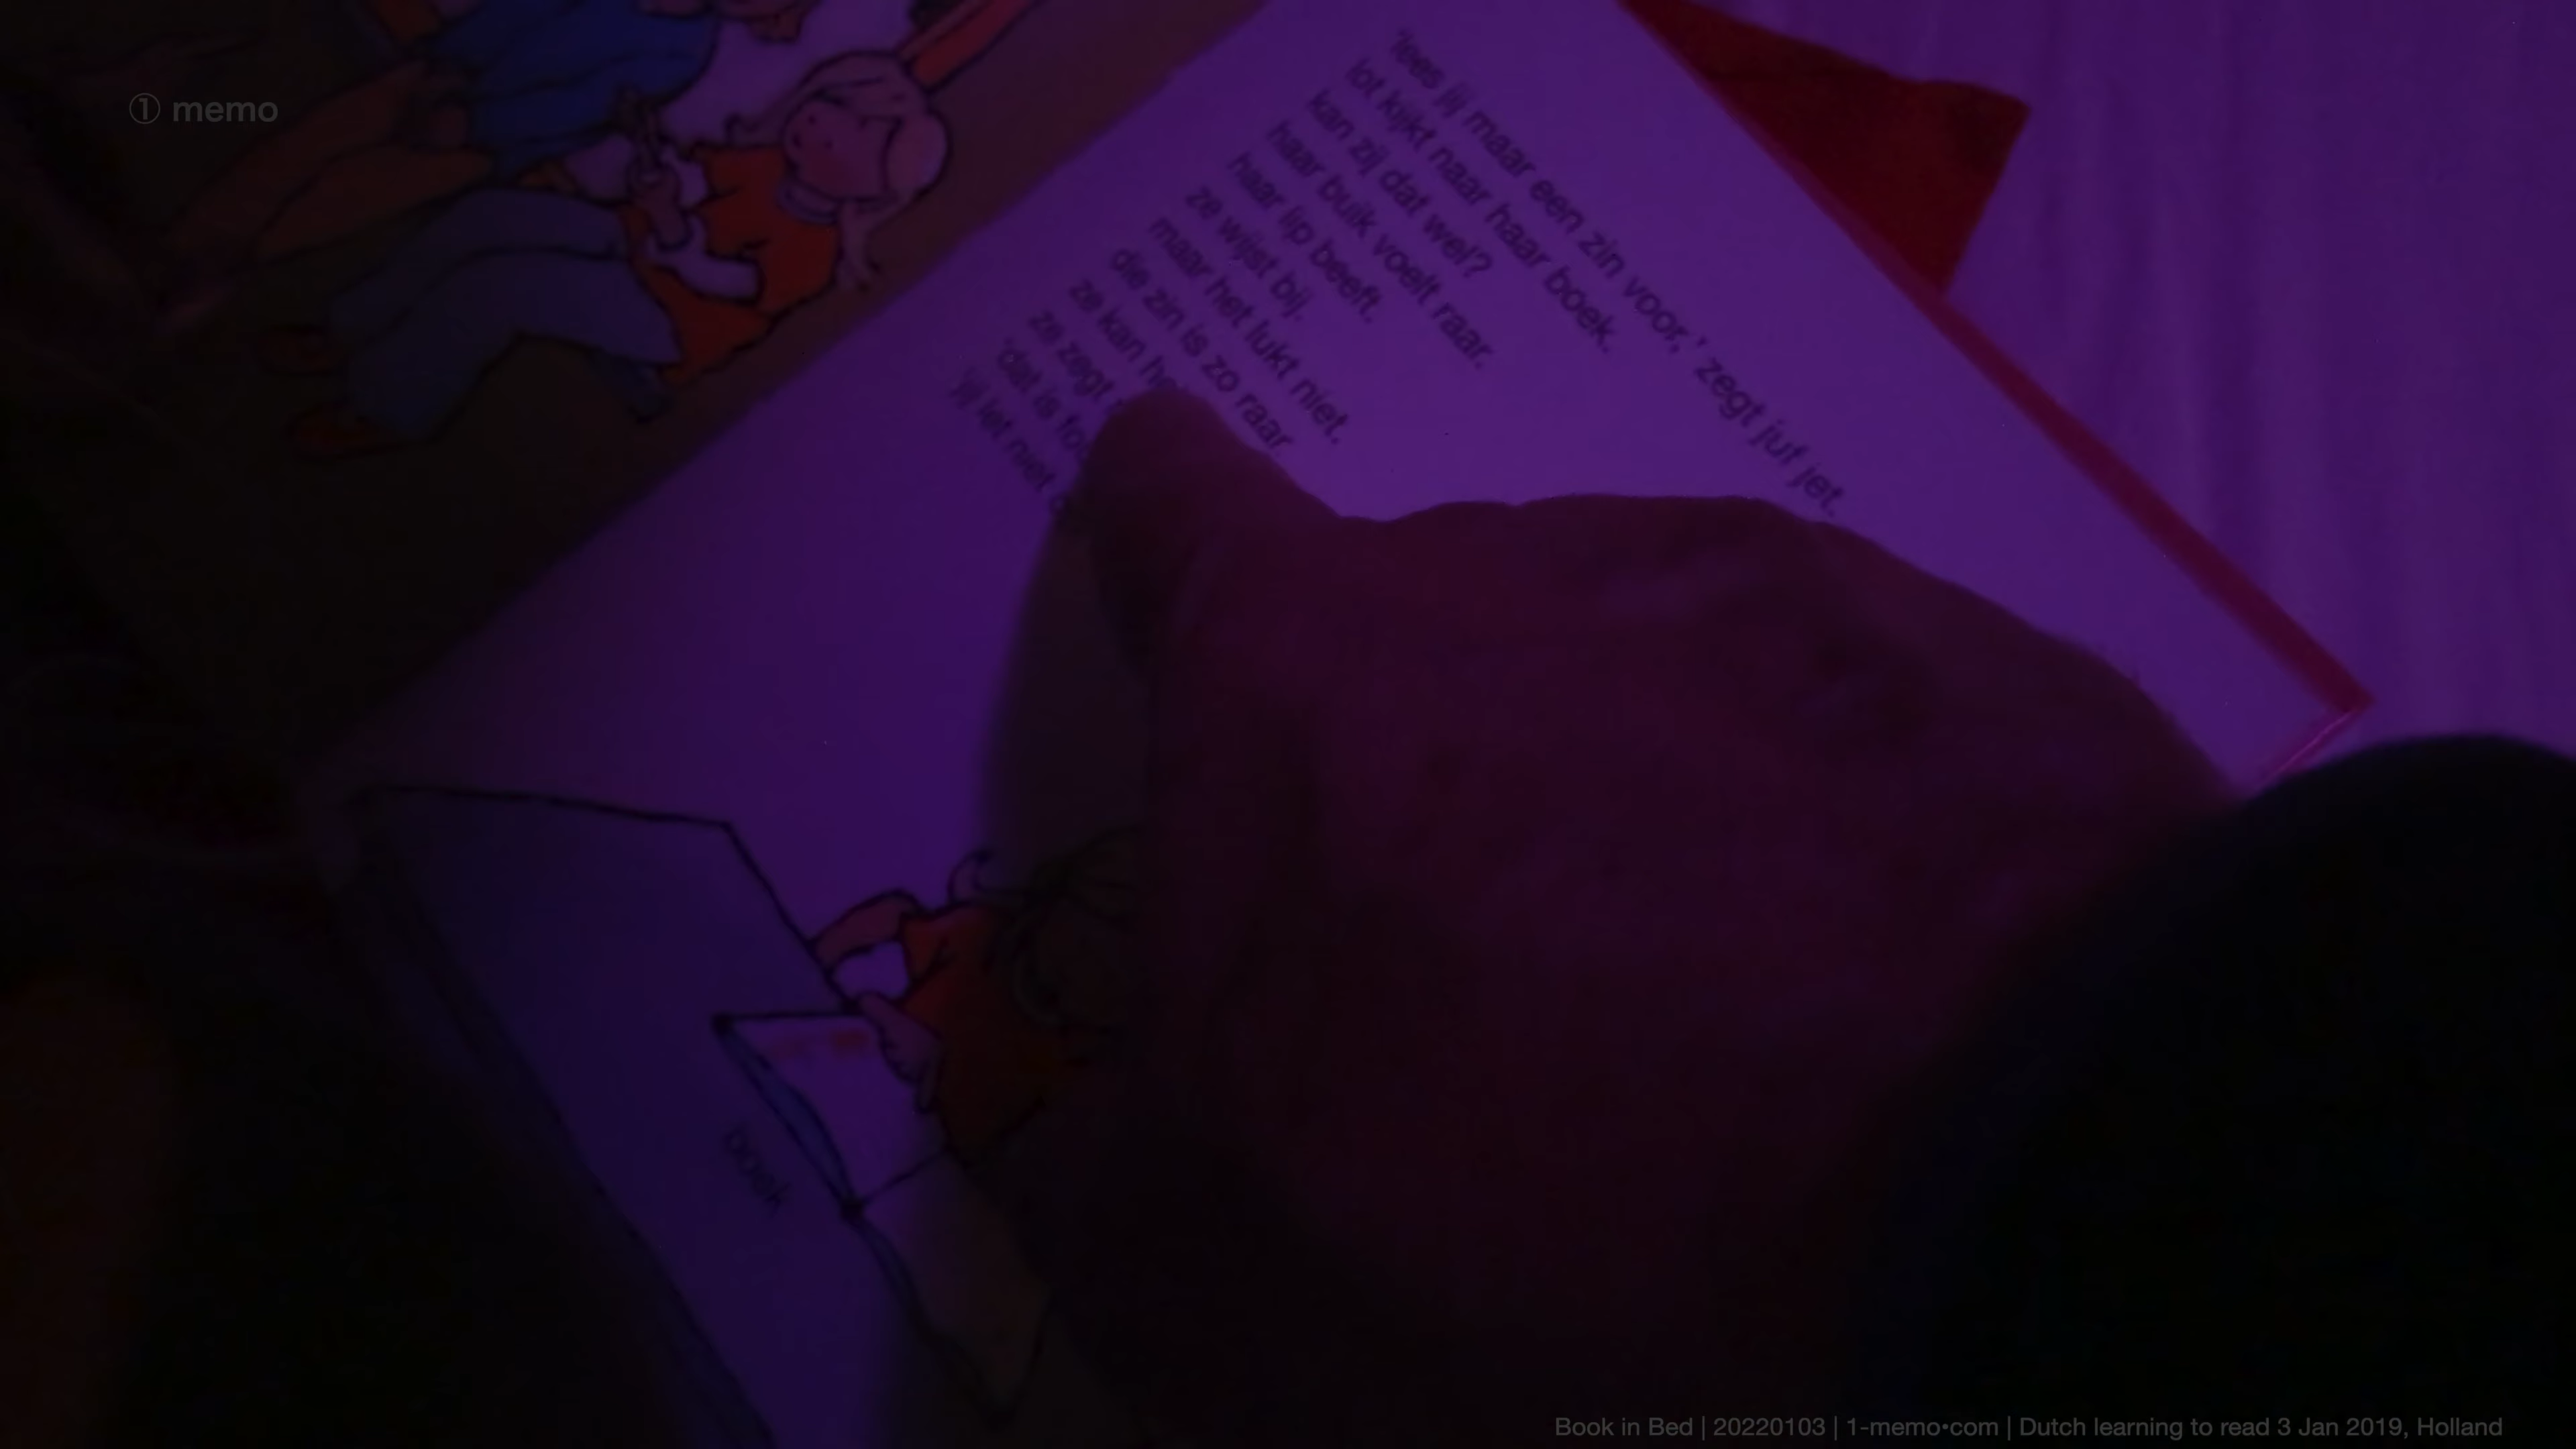 ① memo
'lees jij maar een zin voor,' zegt juf jet.
lot kijkt naar haar boek.
kan zij dat wel?
haar buik voelt raar.
haar lip beeft.
ze wijst bij.
maar het lukt niet.
die zin is zo raar
ze kan
ze zegt
'dat is
jij let niet
boek
Book in Bed | 20220103 | 1-memo•com | Dutch learning to read 3 Jan 2019, Holland